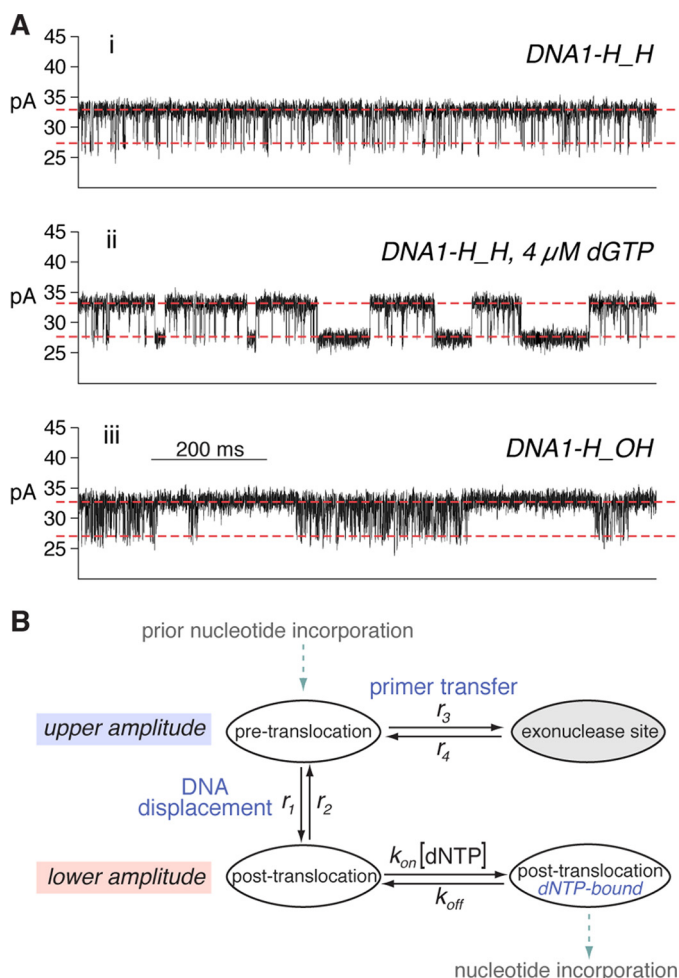 A
i
DNA1-H_H
45
40
35
pA
30
25
ii
DNA1-H_H, 4 μM dGTP
45
40
35
pA
30
25
iii
DNA1-H_OH
200 ms
45
40
35
pA
30
25
B
prior nucleotide incorporation
primer transfer
upper amplitude
pre-translocation
r3
r4
exonuclease site
DNA
displacement
r1
r2
lower amplitude
post-translocation
kon[dNTP]
koff
post-translocation
dNTP-bound
nucleotide incorporation